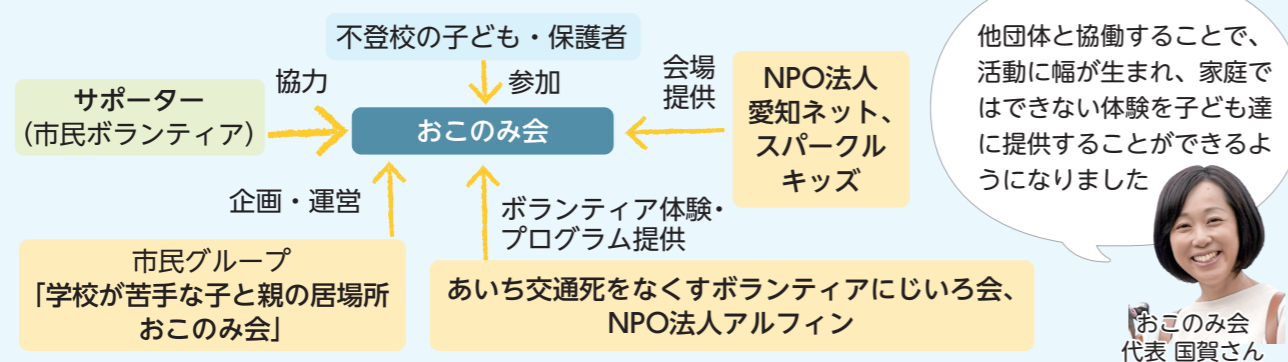 不登校の子ども・保護者
参加
サポーター
（市民ボランティア）
協力
おこのみ会
会場
提供
NPO法人
愛知ネット、
スパークル
キッズ
企画・運営
市民グループ
「学校が苦手な子と親の居場所
おこのみ会」
ボランティア体験・
プログラム提供
あいち交通死をなくすボランティアにじいろ会、
NPO法人アルフィン
他団体と協働することで、
活動に幅が生まれ、家庭で
はできない体験を子ども達
に提供することができるよ
うになりました
おこのみ会
代表 国賀さん